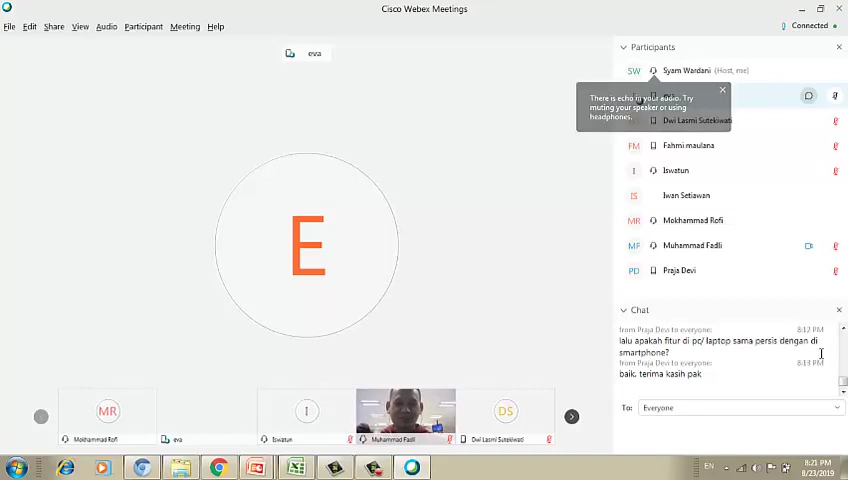 Cisco Webex Meetings
File Edit Share View Audio Participant Meeting Help
Connected
eva
Participants
SW Syam Wardani (Host, me)
There is echo in your audio. Try
muting your speaker or using
headphones.
Dwi Lasmi Sutekiwati
FM Fahmi maulana
I Iswatun
IS Iwan Setiawan
MR Mokhammad Rofi
MF Muhammad Fadli
PD Praja Devi
E
Chat
from Praja Devi to everyone: 8:12 PM
lalu apakah fitur di pc/ laptop sama persis dengan di
smartphone?
from Praja Devi to everyone: 8:13 PM
baik. terima kasih pak
To: Everyone
MR
I
DS
Mokhammad Rofi
eva
Iswatun
Muhammad Fadli
Dwi Lasmi Sutekiwati
EN
8:21 PM
8/23/2019